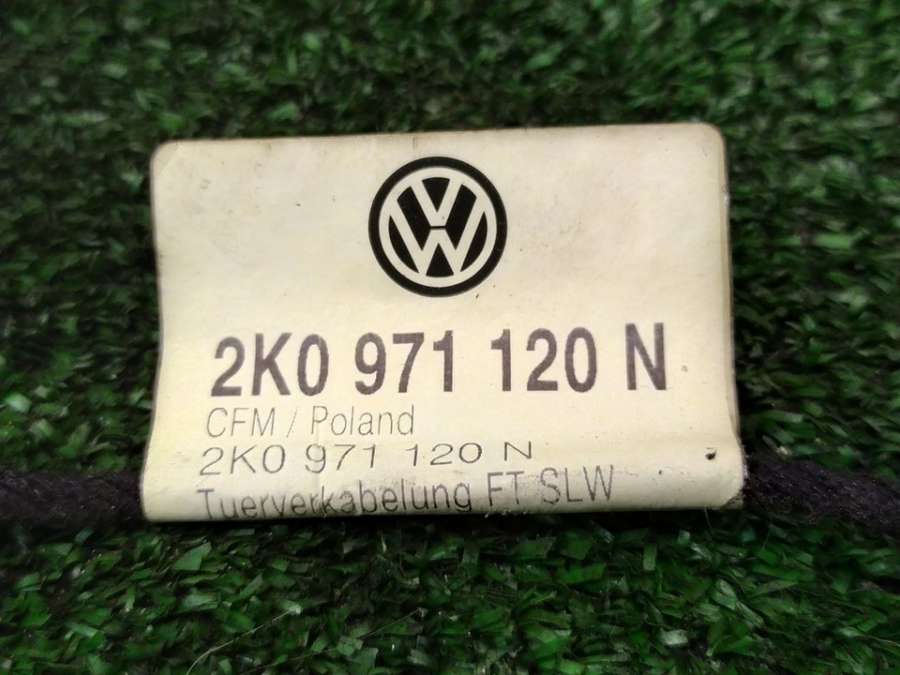 2K0 971 120 N
CFM / Poland
2K0 971 120 N
Tuerverkabelung FT SLW